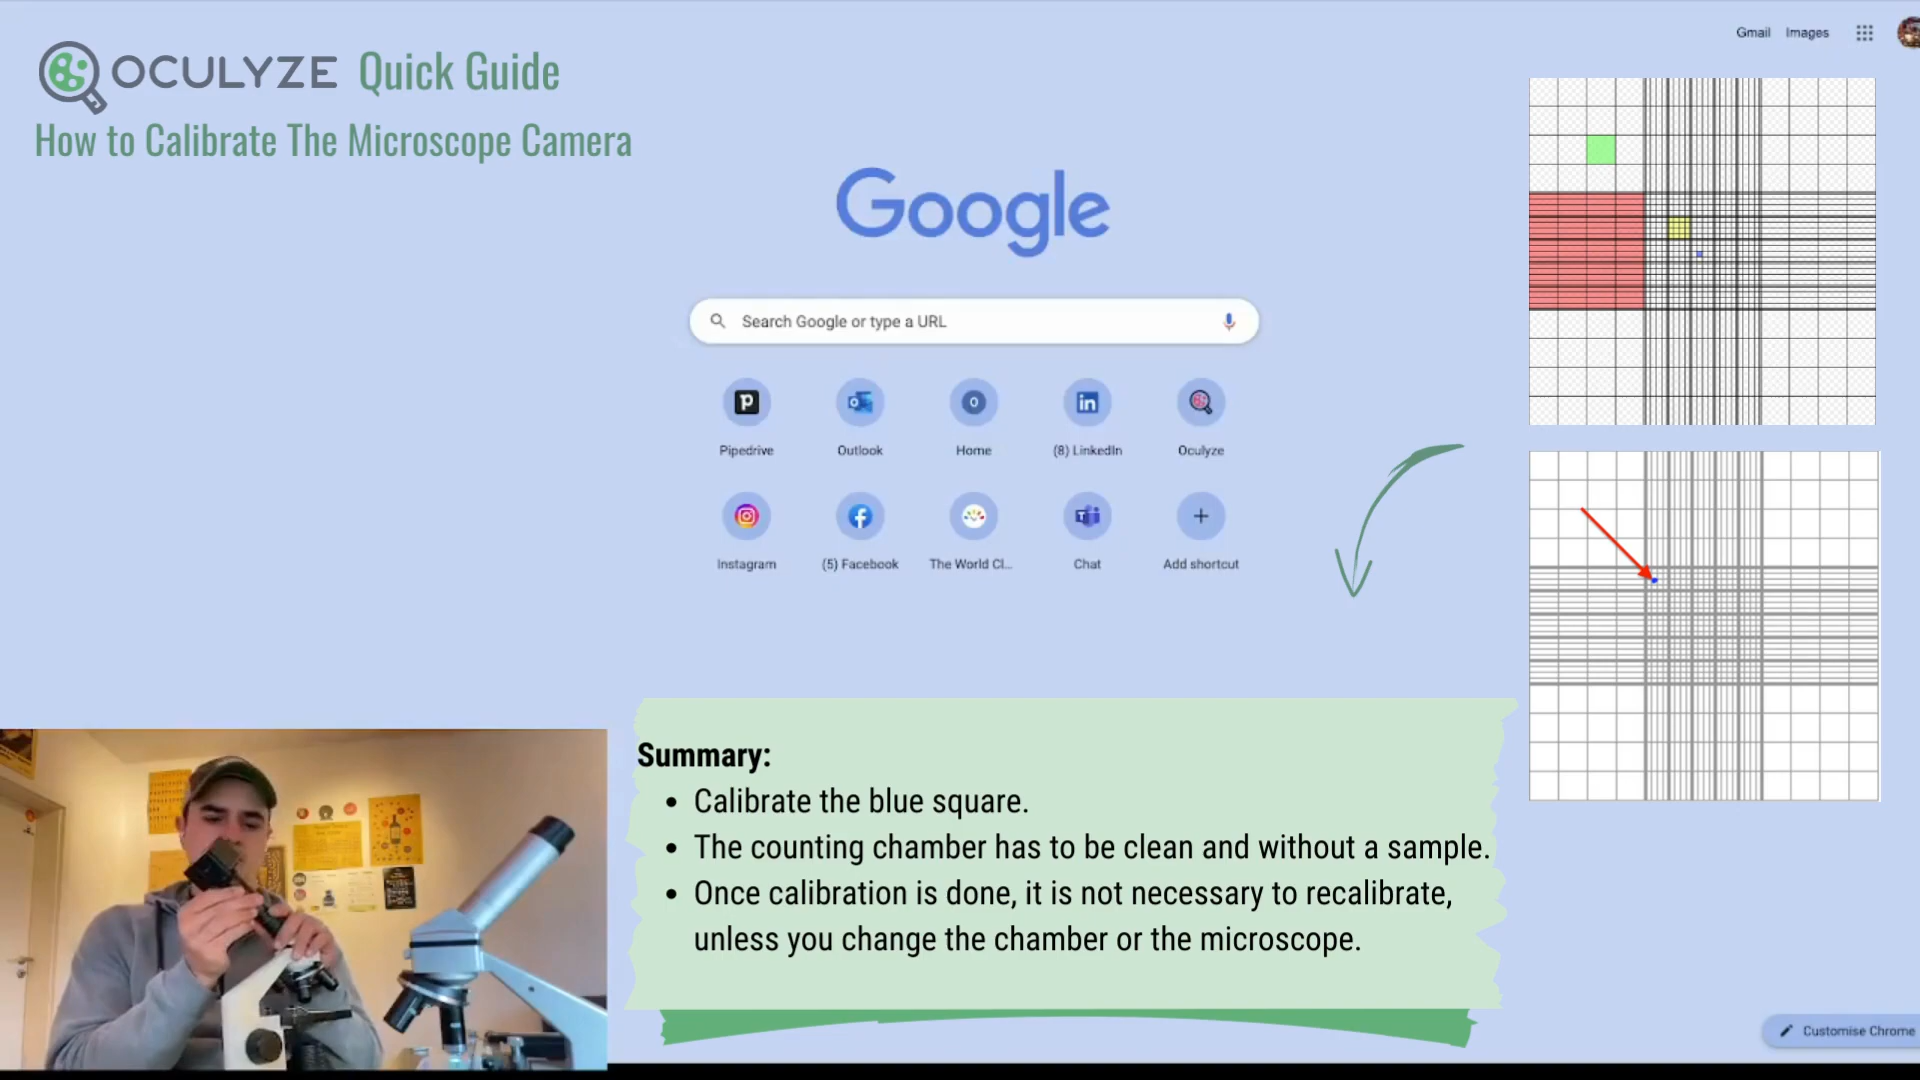 Gmail Images
OCULYZE Quick Guide
How to Calibrate The Microscope Camera
Google
Search Google or type a URL
Pipedrive
Outlook
Home
(8) LinkedIn
Oculyze
Instagram
(5) Facebook
The World Cl...
Chat
Add shortcut
Summary:
• Calibrate the blue square.
• The counting chamber has to be clean and without a sample.
• Once calibration is done, it is not necessary to recalibrate,
unless you change the chamber or the microscope.
Customise Chrome